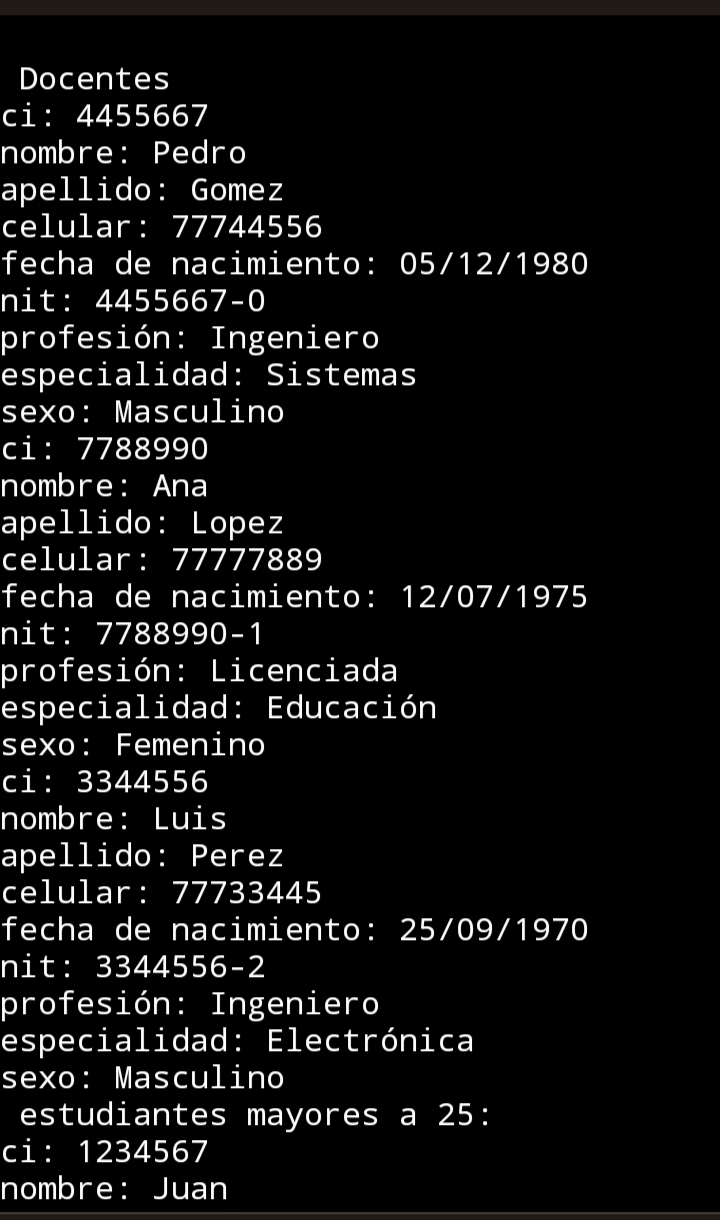 Docentes
ci: 4455667
nombre: Pedro
apellido: Gomez
celular: 77744556
fecha de nacimiento: 05/12/1980
nit: 4455667-0
profesión: Ingeniero
especialidad: Sistemas
sexo: Masculino
ci: 7788990
nombre: Ana
apellido: Lopez
celular: 77777889
fecha de nacimiento: 12/07/1975
nit: 7788990-1
profesión: Licenciada
especialidad: Educación
sexo: Femenino
ci: 3344556
nombre: Luis
apellido: Perez
celular: 77733445
fecha de nacimiento: 25/09/1970
nit: 3344556-2
profesión: Ingeniero
especialidad: Electrónica
sexo: Masculino
estudiantes mayores a 25:
ci: 1234567
nombre: Juan